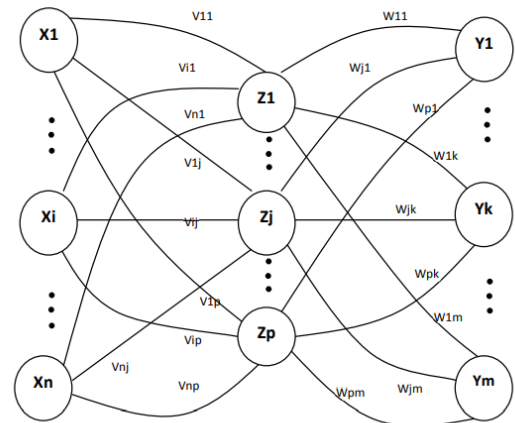 X1
V11
W11
Y1
Vi1
Wj1
Z1
Vn1
Wp1
V1j
W1k
Xi
Vij
Zj
Wjk
Yk
Wpk
V1p
W1m
Vip
Zp
Vnj
Vnp
Wpm
Wjm
Xn
Ym